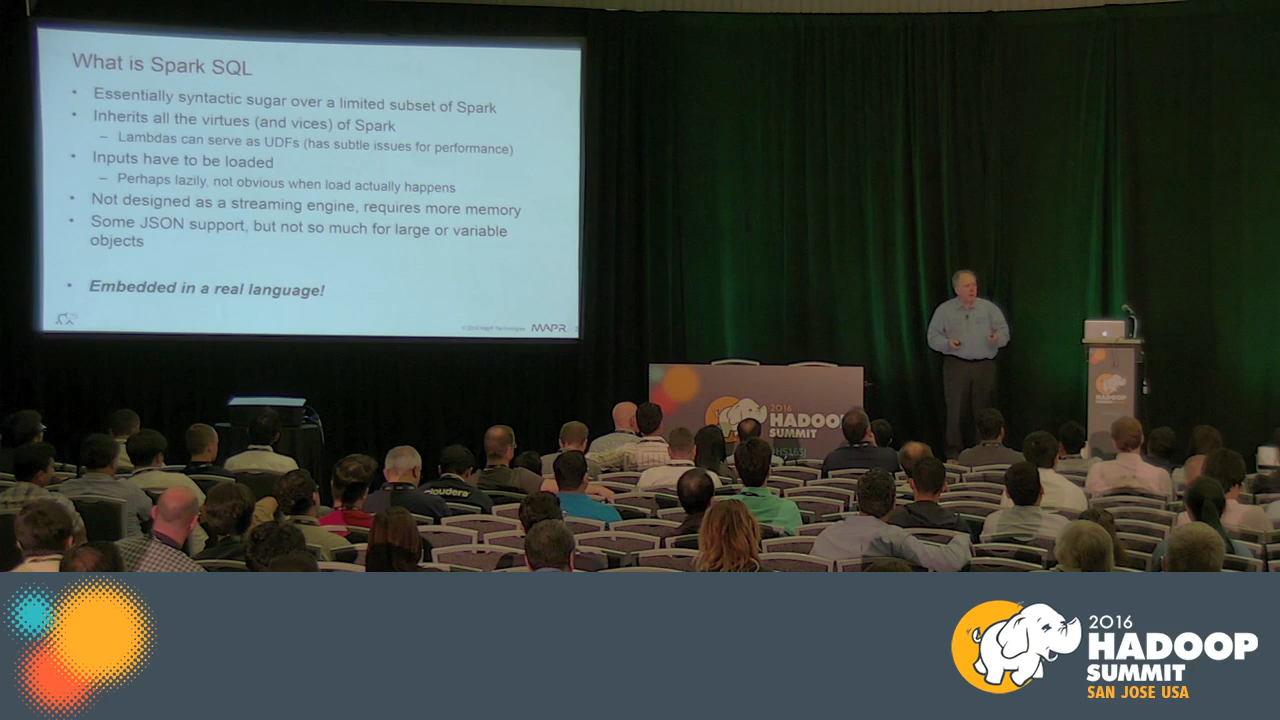 What is Spark SQL
• Essentially syntactic sugar over a limited subset of Spark
• Inherits all the virtues (and vices) of Spark
– Lambdas can serve as UDFs (has subtle issues for performance)
• Inputs have to be loaded
– Perhaps lazily, not obvious when load actually happens
• Not designed as a streaming engine, requires more memory
• Some JSON support, but not so much for large or variable
objects
• Embedded in a real language!
MAPR
2016
HADOOP
SUMMIT
HADOOP
cloudera
2016
HADOOP
SUMMIT
SAN JOSE USA